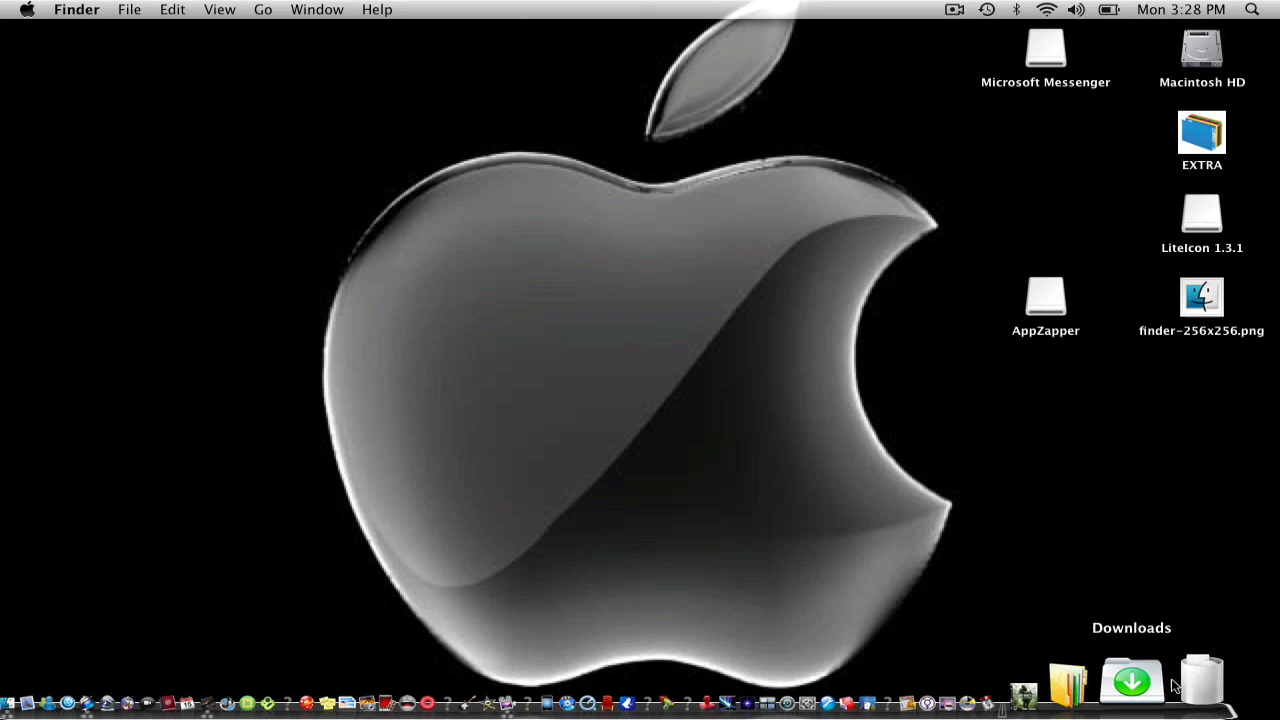 Finder File Edit View Go Window Help Mon 3:28 PM
Microsoft Messenger
Macintosh HD
EXTRA
LiteIcon 1.3.1
AppZapper
finder-256x256.png
Downloads